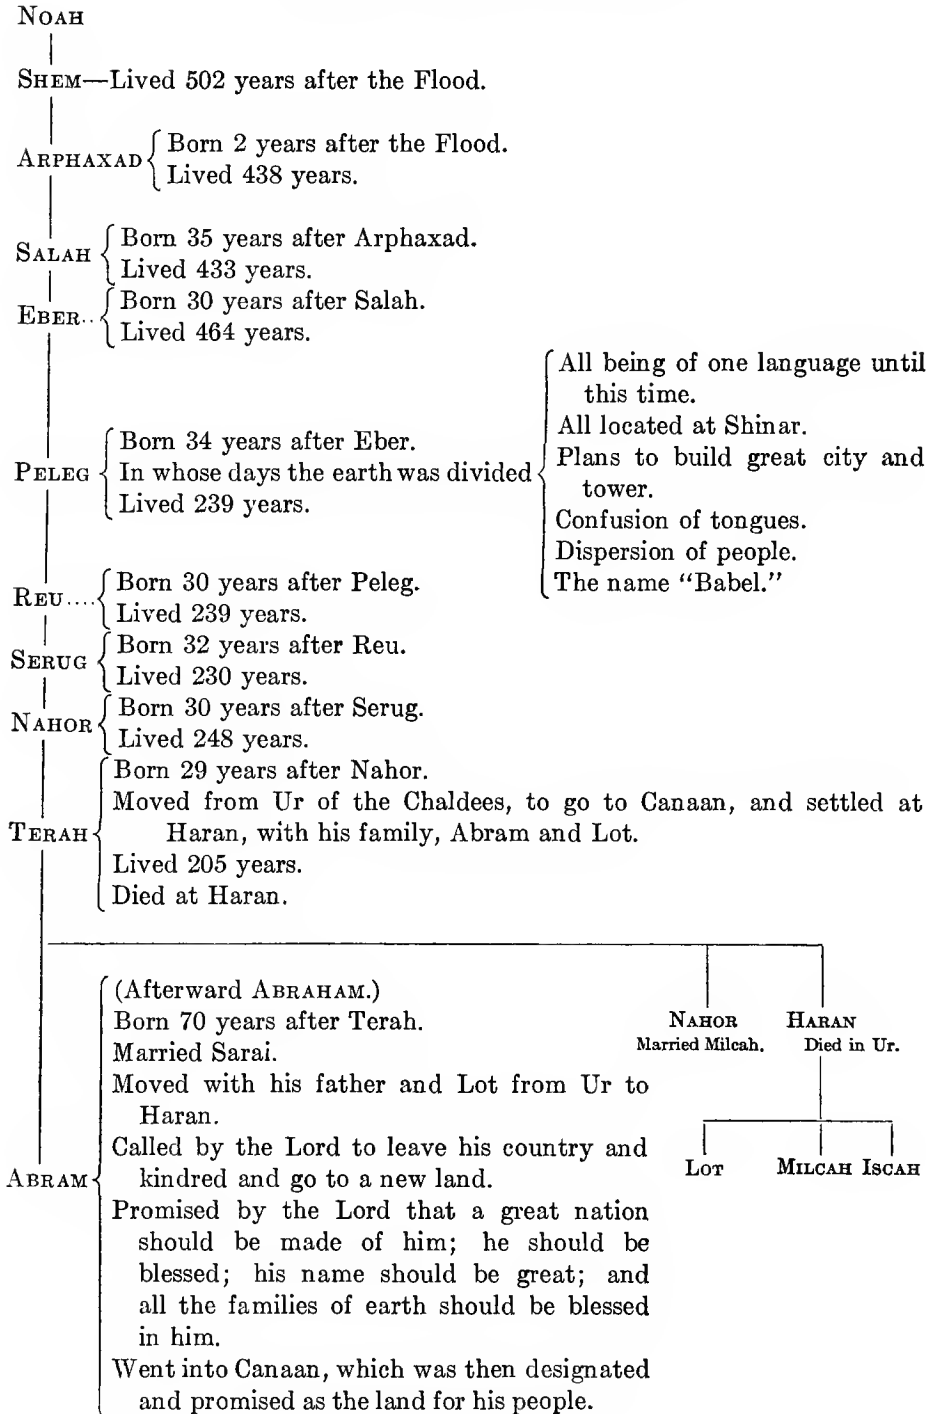 NOAH
SHEM—Lived 502 years after the Flood.
ARPHAXAD
Born 2 years after the Flood.
Lived 438 years.
SALAH
Born 35 years after Arphaxad.
Lived 433 years.
EBER..
Born 30 years after Salah.
Lived 464 years.
PELEG
Born 34 years after Eber.
In whose days the earth was divided
Lived 239 years.
All being of one language until
this time.
All located at Shinar.
Plans to build great city and
tower.
Confusion of tongues.
Dispersion of people.
The name "Babel."
REU....
Born 30 years after Peleg.
Lived 239 years.
SERUG
Born 32 years after Reu.
Lived 230 years.
NAHOR
Born 30 years after Serug.
Lived 248 years.
TERAH
Born 29 years after Nahor.
Moved from Ur of the Chaldees, to go to Canaan, and settled at
Haran, with his family, Abram and Lot.
Lived 205 years.
Died at Haran.
ABRAM
(Afterward ABRAHAM.)
Born 70 years after Terah.
Married Sarai.
Moved with his father and Lot from Ur to
Haran.
Called by the Lord to leave his country and
kindred and go to a new land.
Promised by the Lord that a great nation
should be made of him; he should be
blessed; his name should be great; and
all the families of earth should be blessed
in him.
Went into Canaan, which was then designated
and promised as the land for his people.
NAHOR
Married Milcah.
HARAN
Died in Ur.
LOT
MILCAH
ISCAH